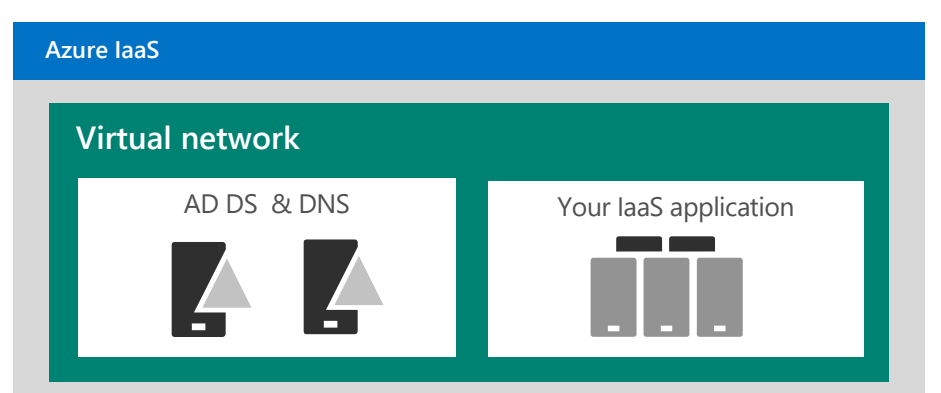 Azure IaaS
Virtual network
AD DS & DNS
Your IaaS application